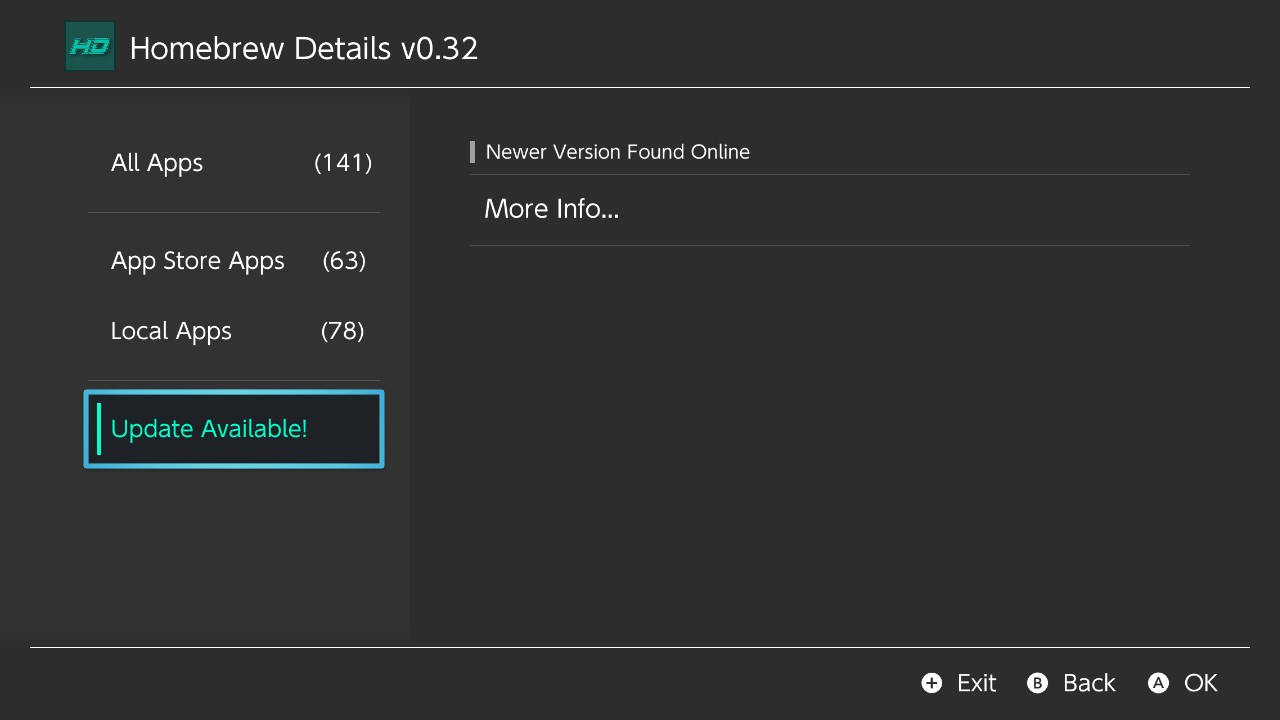 HD Homebrew Details v0.32
All Apps (141)
App Store Apps (63)
Local Apps (78)
Update Available!
Newer Version Found Online
More Info...
+ Exit B Back A OK